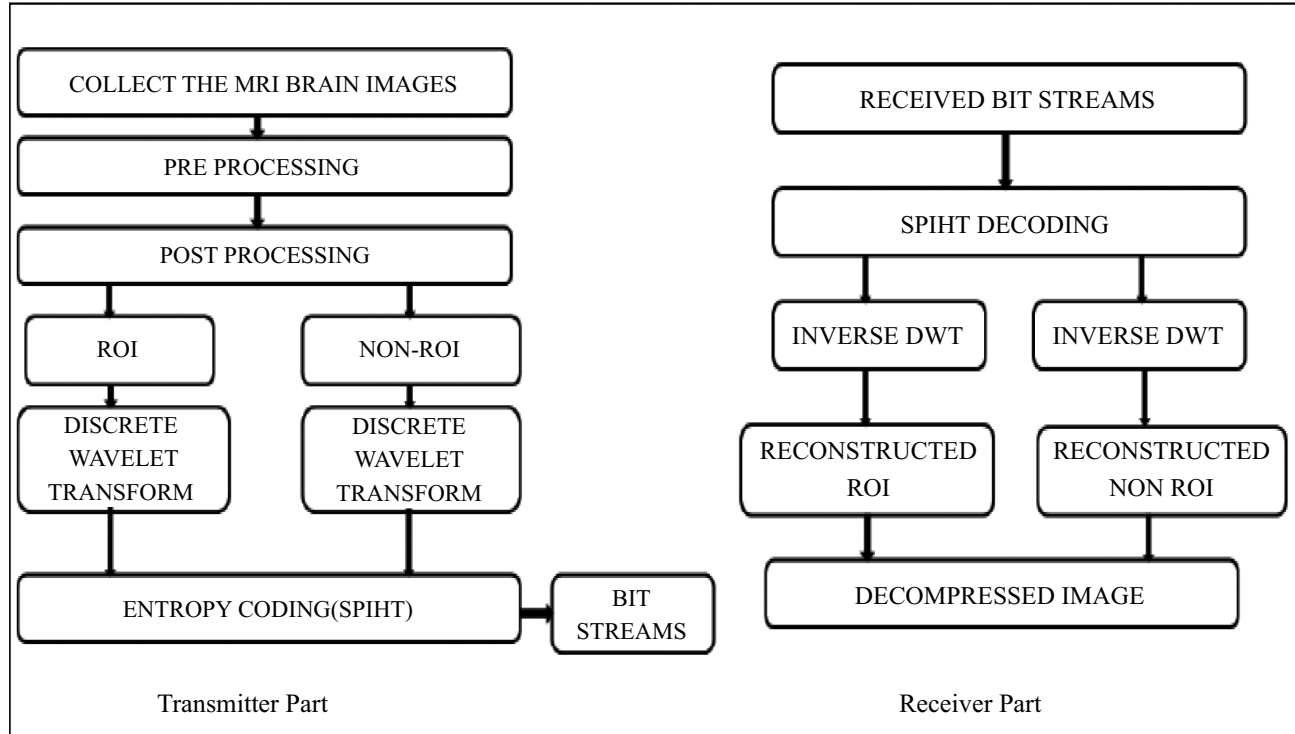 COLLECT THE MRI BRAIN IMAGES
PRE PROCESSING
POST PROCESSING
ROI
NON-ROI
DISCRETE
WAVELET
TRANSFORM
DISCRETE
WAVELET
TRANSFORM
ENTROPY CODING(SPIHT)
BIT
STREAMS
Transmitter Part
RECEIVED BIT STREAMS
SPIHT DECODING
INVERSE DWT
INVERSE DWT
RECONSTRUCTED
ROI
RECONSTRUCTED
NON ROI
DECOMPRESSED IMAGE
Receiver Part